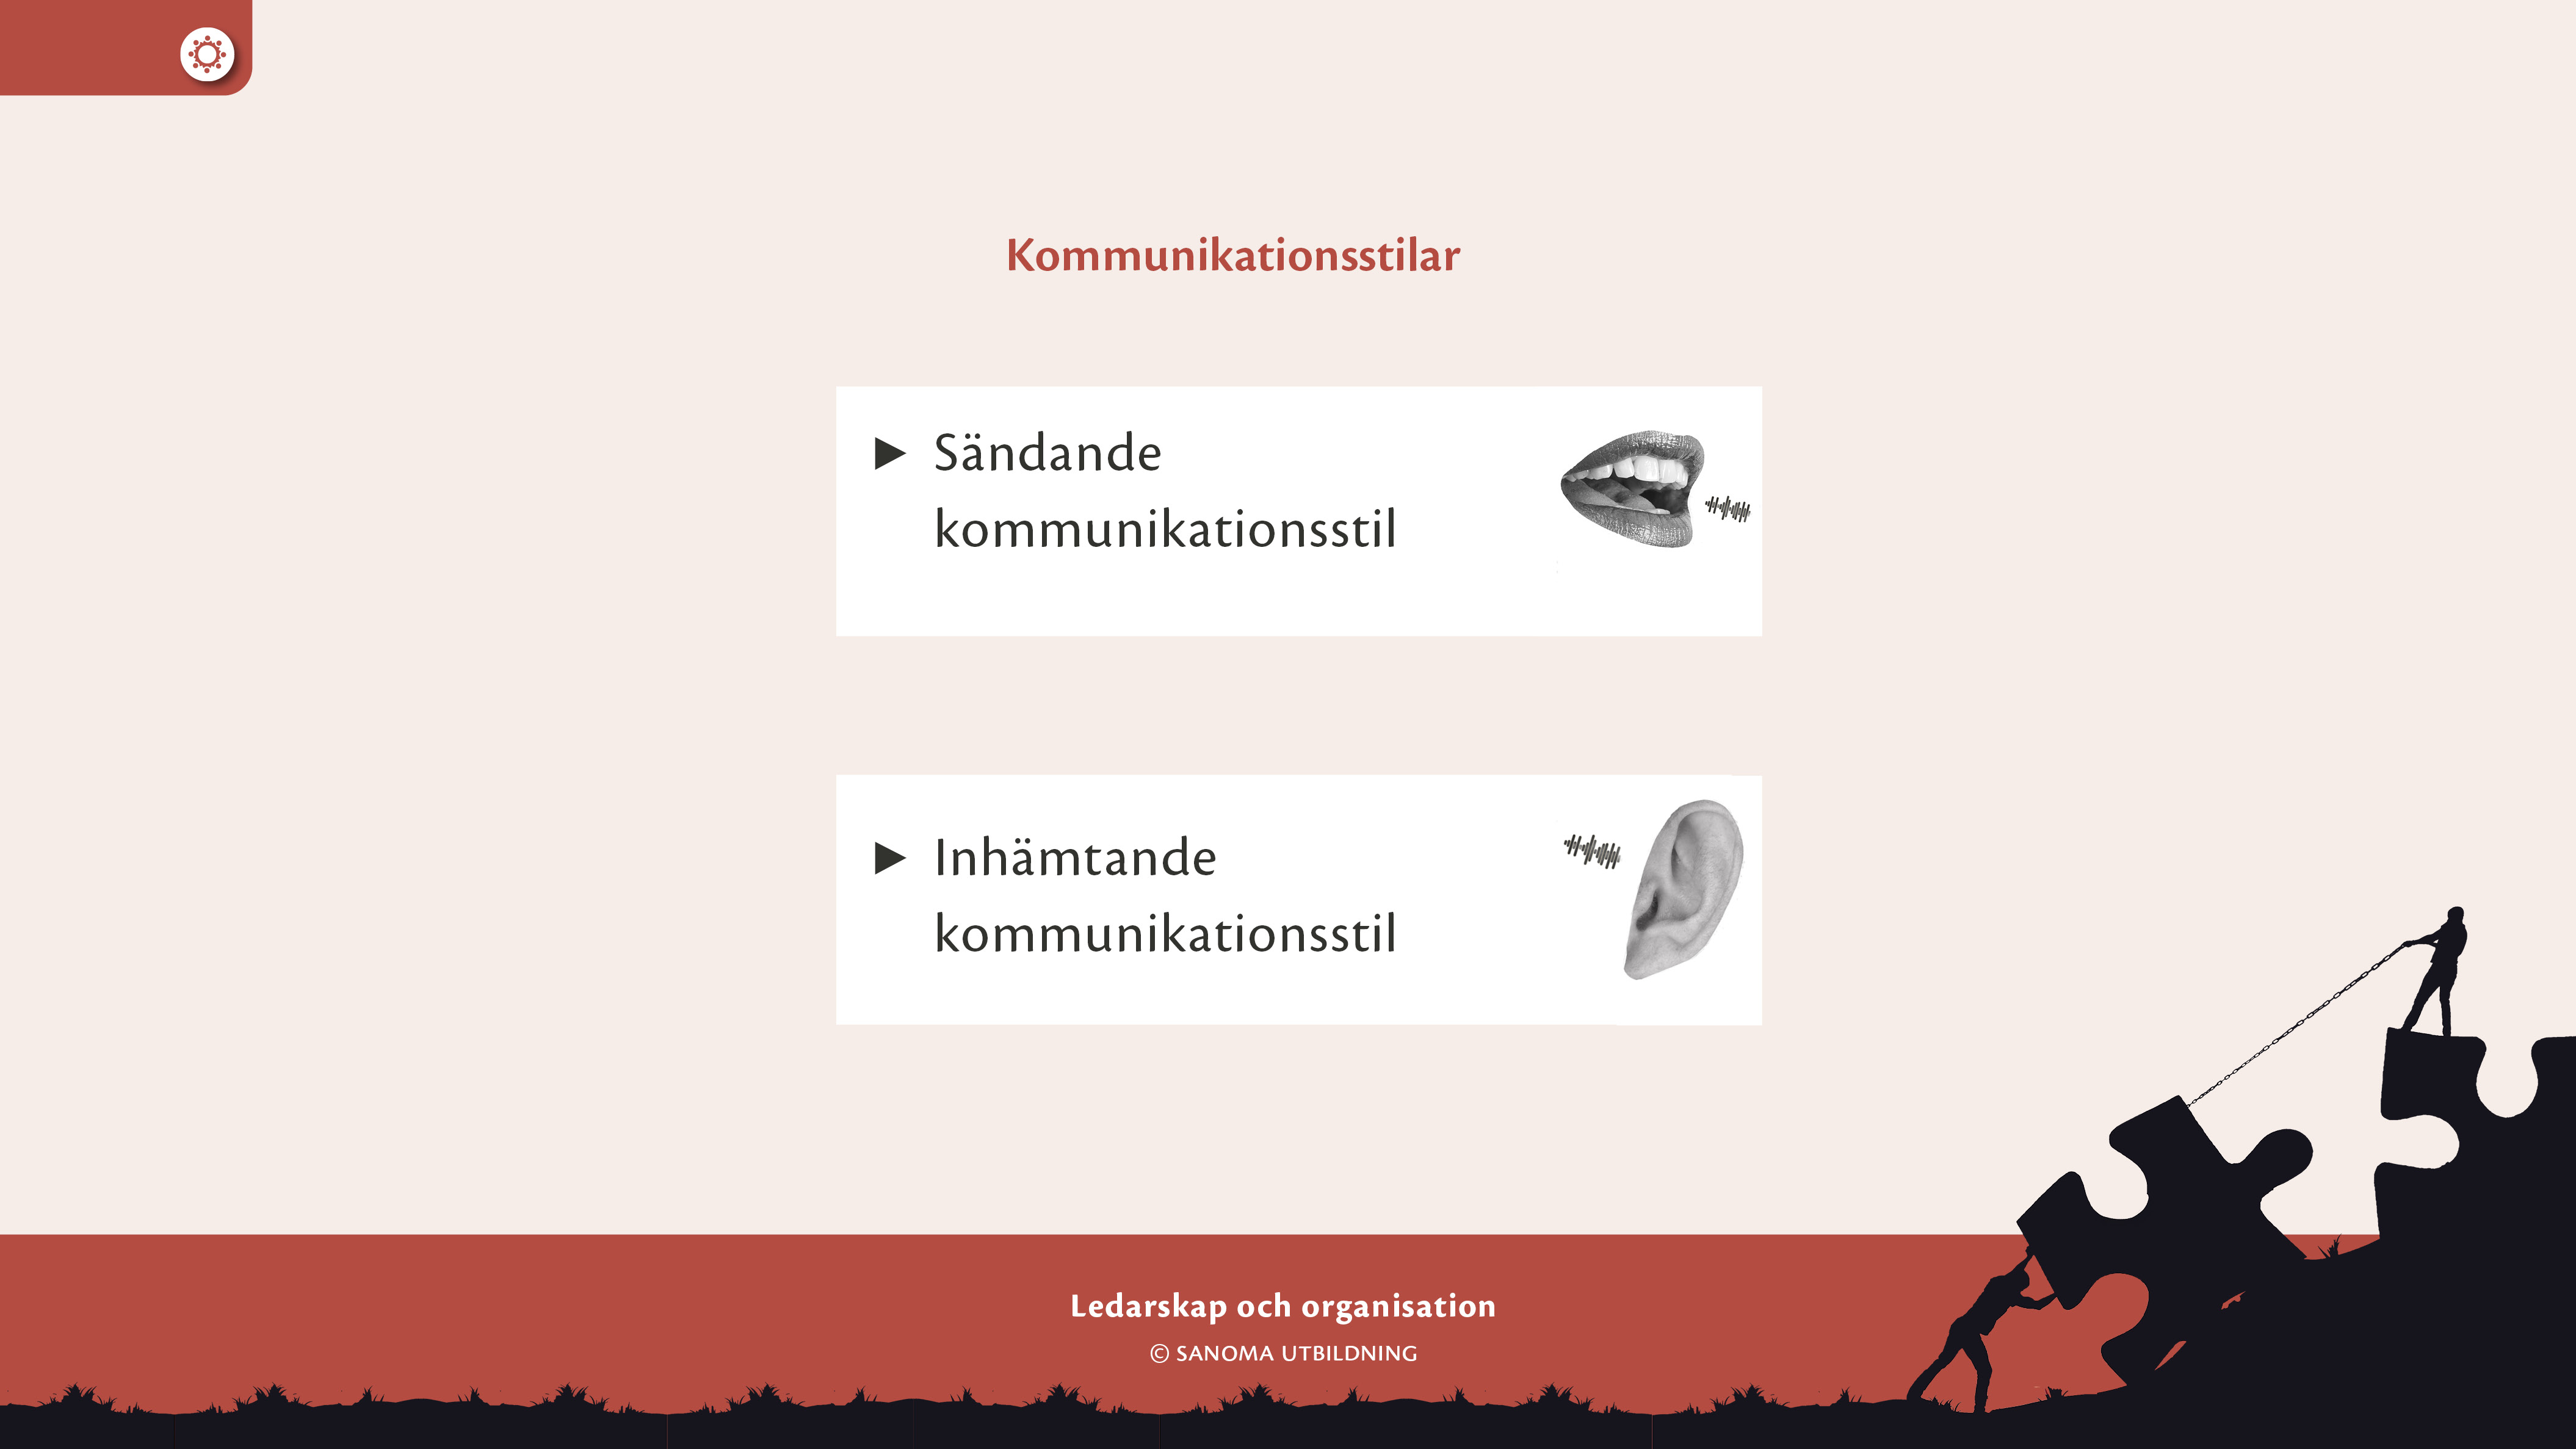 Kommunikationsstilar
► Sändande
kommunikationsstil
► Inhämtande
kommunikationsstil
Ledarskap och organisation
© SANOMA UTBILDNING